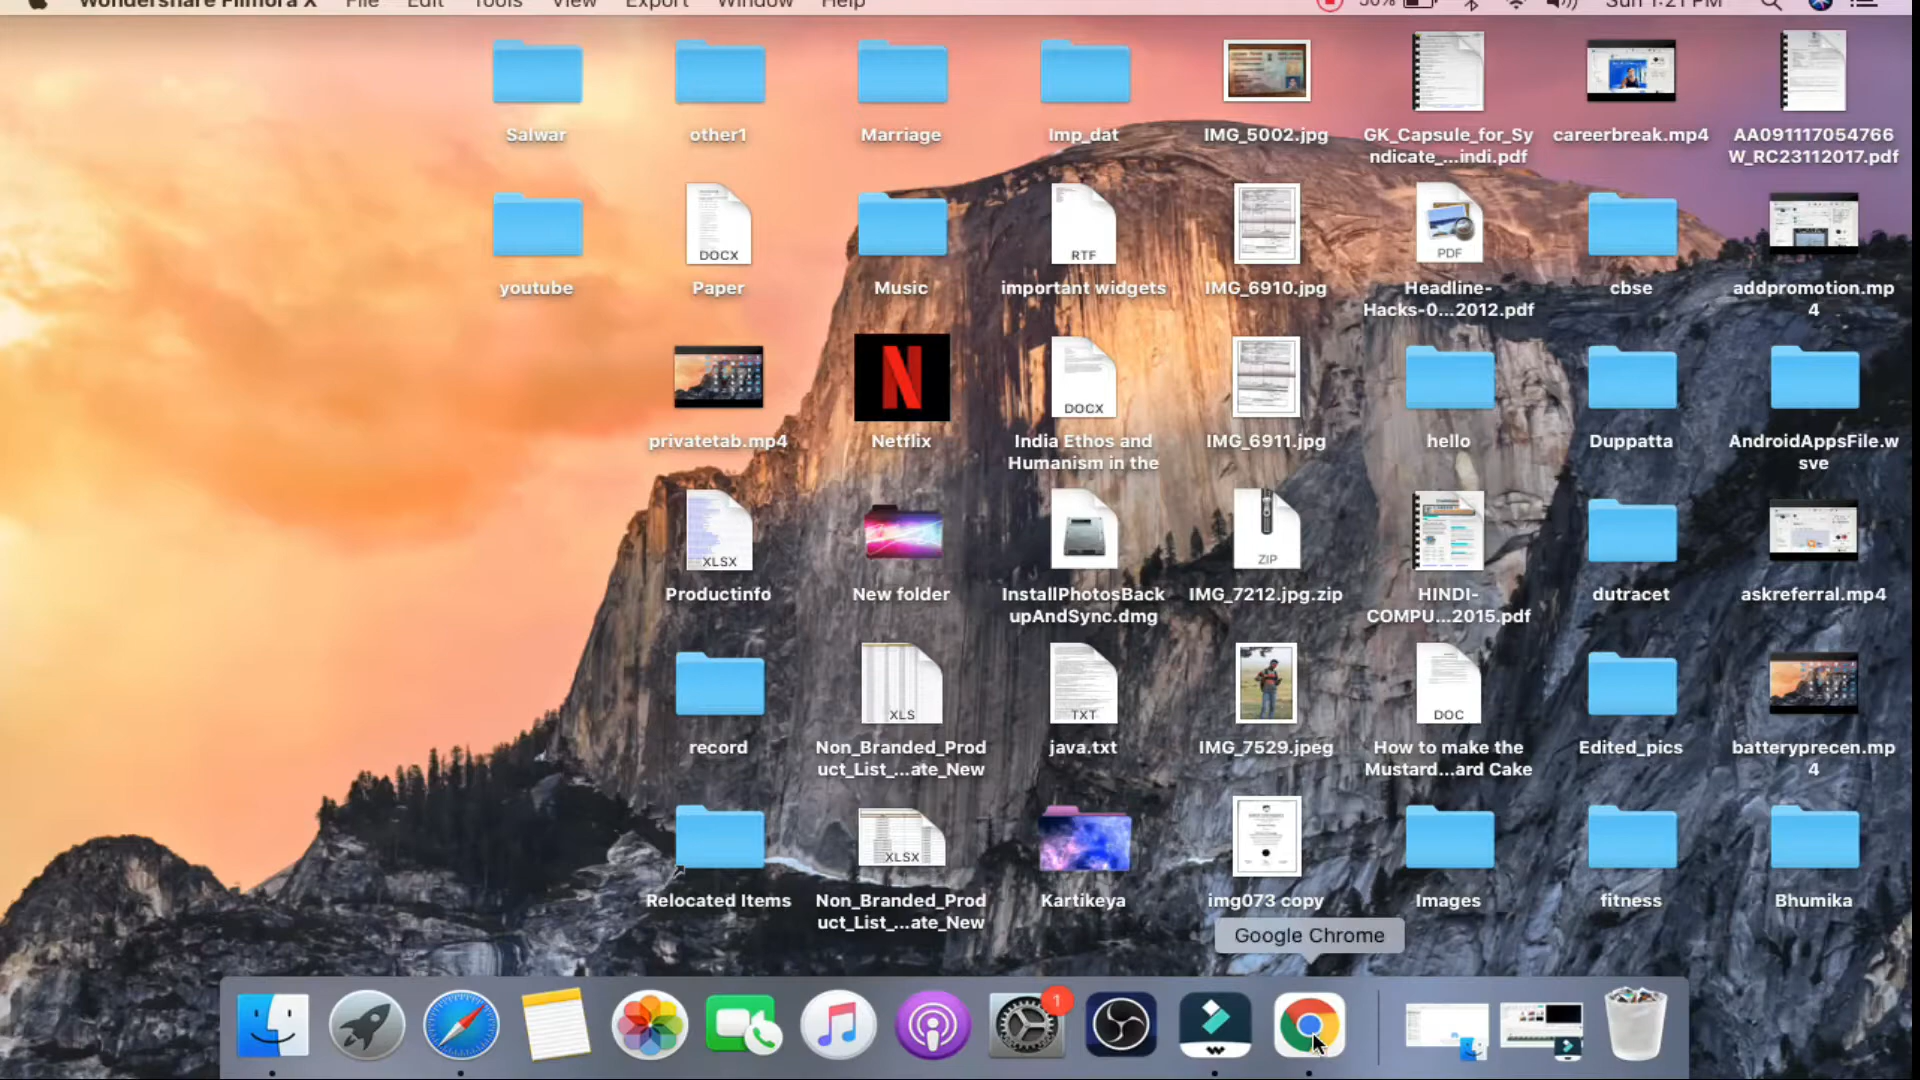 Wondershare Filmora X File Edit Tools View Export Window Help 50% Sun 1:21 PM
Salwar
other1
Marriage
Imp_dat
IMG_5002.jpg
GK_Capsule_for_Sy
ndicate_...indi.pdf
careerbreak.mp4
AA091117054766
W_RC23112017.pdf
youtube
DOCX
Paper
Music
RTF
important widgets
IMG_6910.jpg
PDF
Headline-
Hacks-0...2012.pdf
cbse
addpromotion.mp
4
privatetab.mp4
N
Netflix
DOCX
India Ethos and
Humanism in the
IMG_6911.jpg
hello
Duppatta
AndroidAppsFile.w
sve
XLSX
Productinfo
New folder
InstallPhotosBack
upAndSync.dmg
ZIP
IMG_7212.jpg.zip
HINDI-
COMPU...2015.pdf
dutracet
askreferral.mp4
record
XLS
Non_Branded_Prod
uct_List_...ate_New
TXT
java.txt
IMG_7529.jpeg
DOC
How to make the
Mustard...ard Cake
Edited_pics
batteryprecen.mp
4
Relocated Items
XLSX
Non_Branded_Prod
uct_List_...ate_New
Kartikeya
img073 copy
Images
fitness
Bhumika
Google Chrome
1